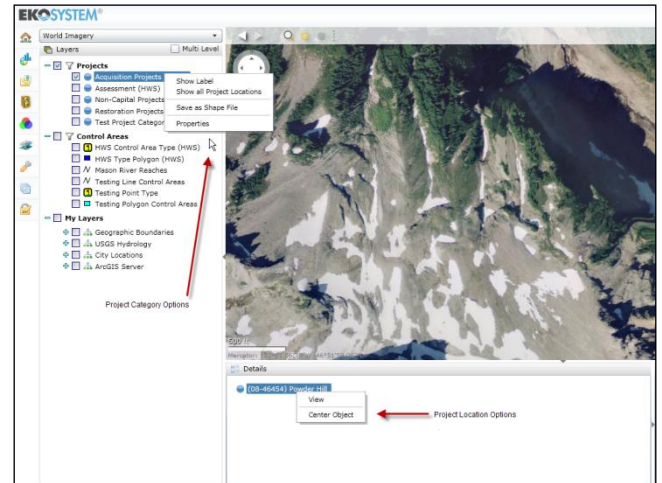 EKOSYSTEM®
World Imagery
Layers
Multi Level
Projects
Acquisition Projects
Assessment (HWS)
Non-Capital Projects
Restoration Projects
Test Project Categor
Show Label
Show all Project Locations
Save as Shape File
Properties
Control Areas
HWS Control Area Type (HWS)
HWS Type Polygon (HWS)
Mason River Reaches
Testing Line Control Areas
Testing Point Type
Testing Polygon Control Areas
My Layers
Geographic Boundaries
USGS Hydrology
City Locations
ArcGIS Server
Project Category Options
500 ft
Mercator:
Details
(08-46454) Powder Hill
View
Center Object
Project Location Options